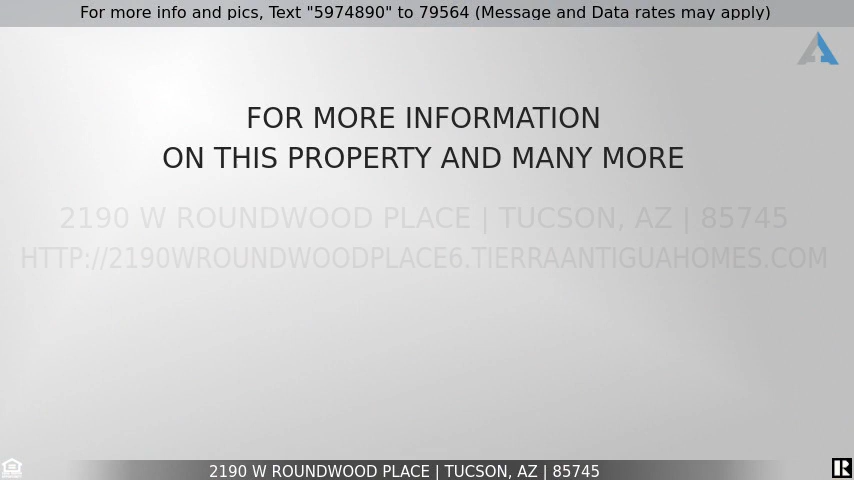 For more info and pics, Text "5974890" to 79564 (Message and Data rates may apply)
FOR MORE INFORMATION
ON THIS PROPERTY AND MANY MORE
2190 W ROUNDWOOD PLACE | TUCSON, AZ | 85745
HTTP://2190WROUNDWOODPLACE6.TIERRAANTIGUAHOMES.COM
2190 W ROUNDWOOD PLACE | TUCSON, AZ | 85745